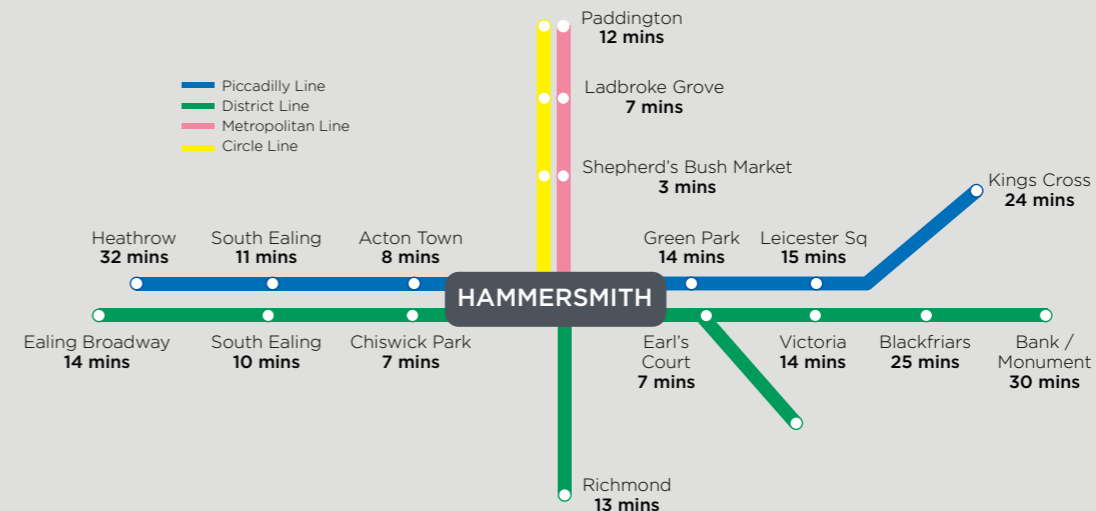 Paddington
12 mins
Piccadilly Line
District Line
Metropolitan Line
Circle Line
Ladbroke Grove
7 mins
Shepherd's Bush Market
3 mins
Kings Cross
24 mins
Heathrow
32 mins
South Ealing
11 mins
Acton Town
8 mins
Green Park
14 mins
Leicester Sq
15 mins
HAMMERSMITH
Ealing Broadway
14 mins
South Ealing
10 mins
Chiswick Park
7 mins
Earl's
Court
7 mins
Victoria
14 mins
Blackfriars
25 mins
Bank /
Monument
30 mins
Richmond
13 mins